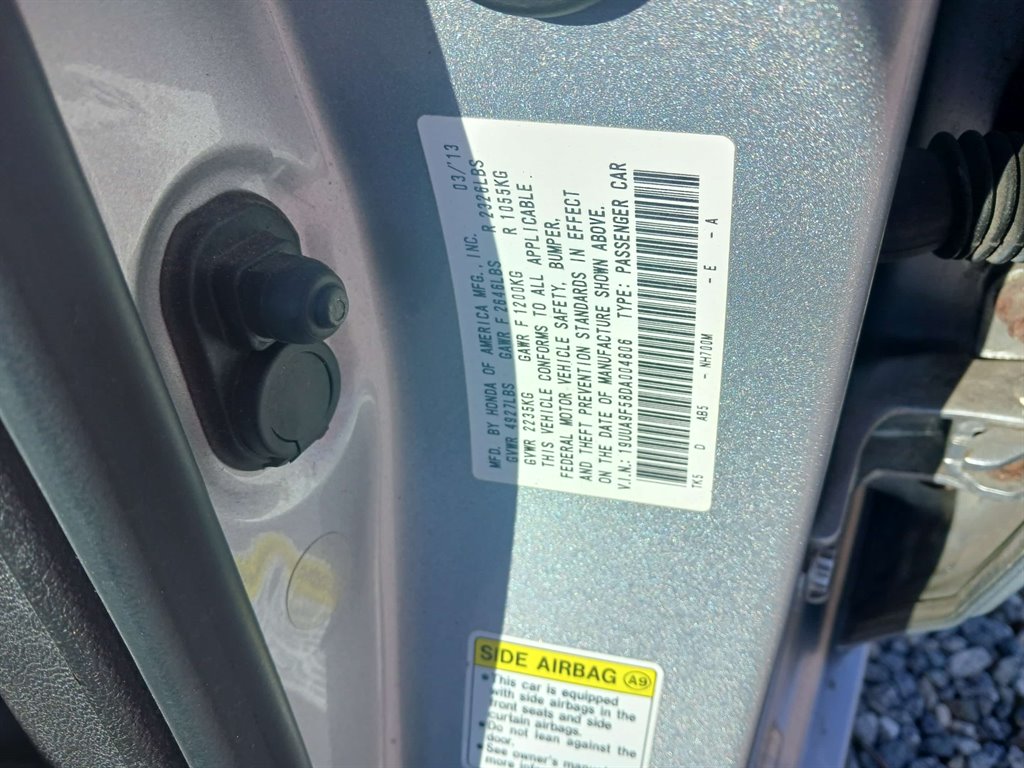 MFD. BY HONDA OF AMERICA MFG., INC. 03/'13
GVWR 4927LBS GAWR F 2646LBS R 2326LBS
GVWR 2235KG GAWR F 1200KG R 1055KG
THIS VEHICLE CONFORMS TO ALL APPLICABLE
FEDERAL MOTOR VEHICLE SAFETY, BUMPER,
AND THEFT PREVENTION STANDARDS IN EFFECT
ON THE DATE OF MANUFACTURE SHOWN ABOVE.
V.I.N.: 19UUA9F58DA004806 TYPE: PASSENGER CAR
TK5 D AB5 - NH700M - E - A
SIDE AIRBAG A9
• This car is equipped
with side airbags in the
front seats and side
curtain airbags.
• Do not lean against the
door.
• See owner's manual
more